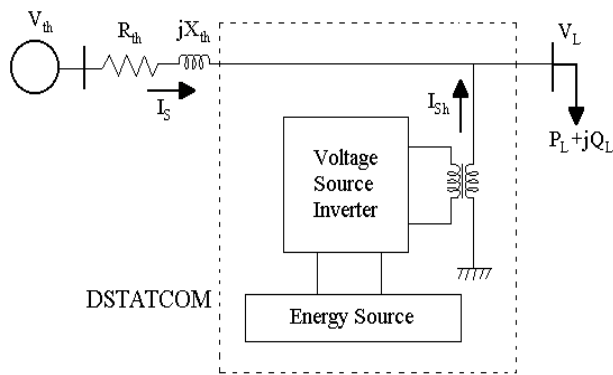 V_th
R_th
jX_th
V_L
I_S
I_Sh
P_L+jQ_L
Voltage
Source
Inverter
DSTATCOM
Energy Source